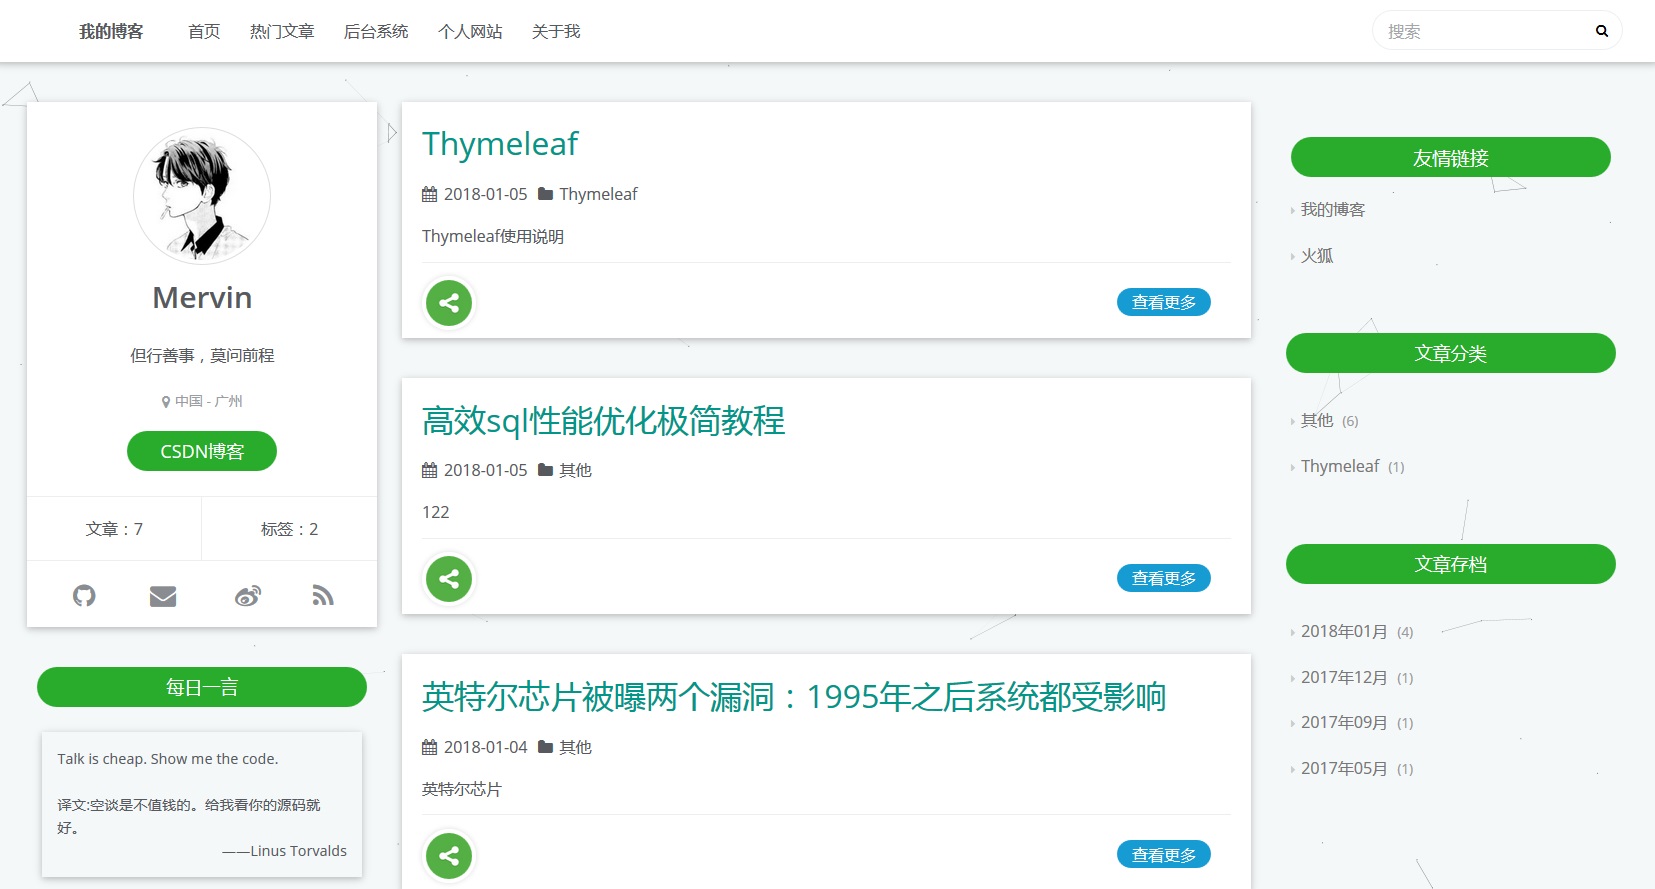 我的博客 首页 热门文章 后台系统 个人网站 关于我 搜索
Mervin
但行善事，莫问前程
中国 - 广州
CSDN博客
文章：7 标签：2
每日一言
Talk is cheap. Show me the code.
译文:空谈是不值钱的。给我看你的源码就
好。
——Linus Torvalds
Thymeleaf
2018-01-05 Thymeleaf
Thymeleaf使用说明
查看更多
高效sql性能优化极简教程
2018-01-05 其他
122
查看更多
英特尔芯片被曝两个漏洞：1995年之后系统都受影响
2018-01-04 其他
英特尔芯片
查看更多
友情链接
我的博客
火狐
文章分类
其他 (6)
Thymeleaf (1)
文章存档
2018年01月 (4)
2017年12月 (1)
2017年09月 (1)
2017年05月 (1)